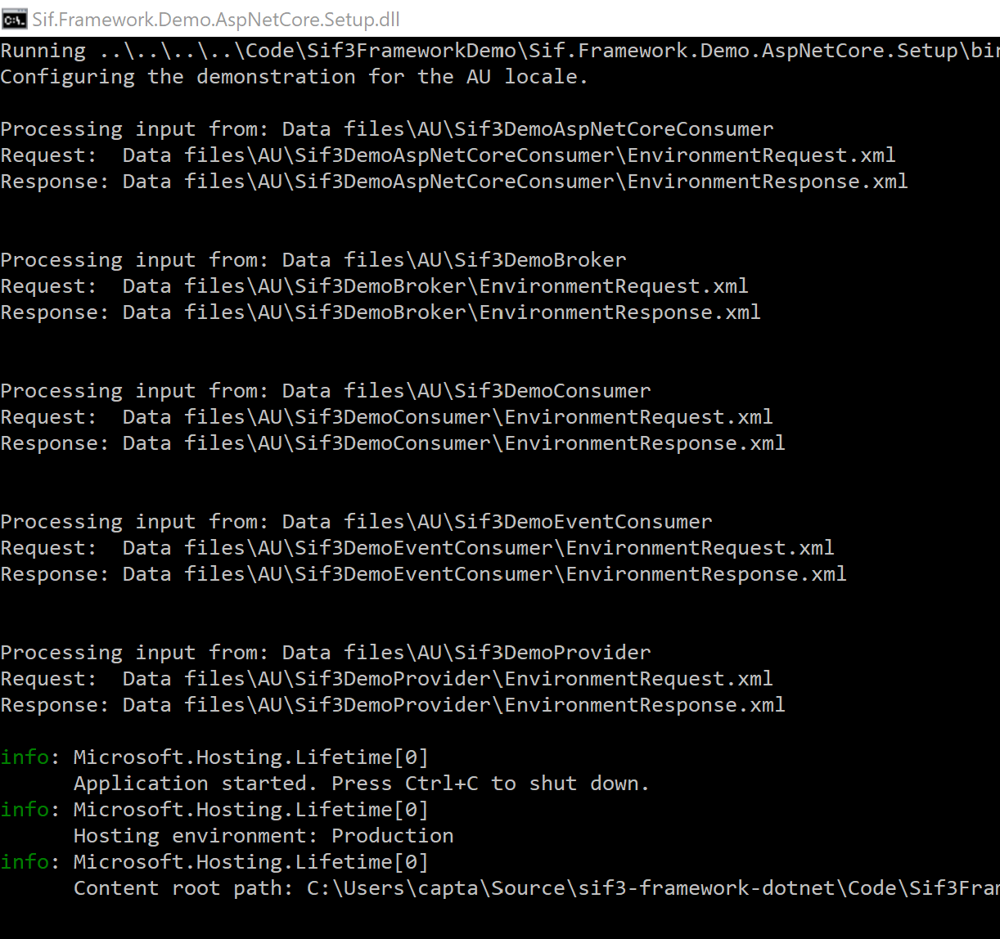 Sif.Framework.Demo.AspNetCore.Setup.dll
Running ..\..\..\..\Code\Sif3FrameworkDemo\Sif.Framework.Demo.AspNetCore.Setup\bin
Configuring the demonstration for the AU locale.
Processing input from: Data files\AU\Sif3DemoAspNetCoreConsumer
Request:  Data files\AU\Sif3DemoAspNetCoreConsumer\EnvironmentRequest.xml
Response: Data files\AU\Sif3DemoAspNetCoreConsumer\EnvironmentResponse.xml
Processing input from: Data files\AU\Sif3DemoBroker
Request:  Data files\AU\Sif3DemoBroker\EnvironmentRequest.xml
Response: Data files\AU\Sif3DemoBroker\EnvironmentResponse.xml
Processing input from: Data files\AU\Sif3DemoConsumer
Request:  Data files\AU\Sif3DemoConsumer\EnvironmentRequest.xml
Response: Data files\AU\Sif3DemoConsumer\EnvironmentResponse.xml
Processing input from: Data files\AU\Sif3DemoEventConsumer
Request:  Data files\AU\Sif3DemoEventConsumer\EnvironmentRequest.xml
Response: Data files\AU\Sif3DemoEventConsumer\EnvironmentResponse.xml
Processing input from: Data files\AU\Sif3DemoProvider
Request:  Data files\AU\Sif3DemoProvider\EnvironmentRequest.xml
Response: Data files\AU\Sif3DemoProvider\EnvironmentResponse.xml
info: Microsoft.Hosting.Lifetime[0]
Application started. Press Ctrl+C to shut down.
info: Microsoft.Hosting.Lifetime[0]
Hosting environment: Production
info: Microsoft.Hosting.Lifetime[0]
Content root path: C:\Users\capta\Source\sif3-framework-dotnet\Code\Sif3Fram